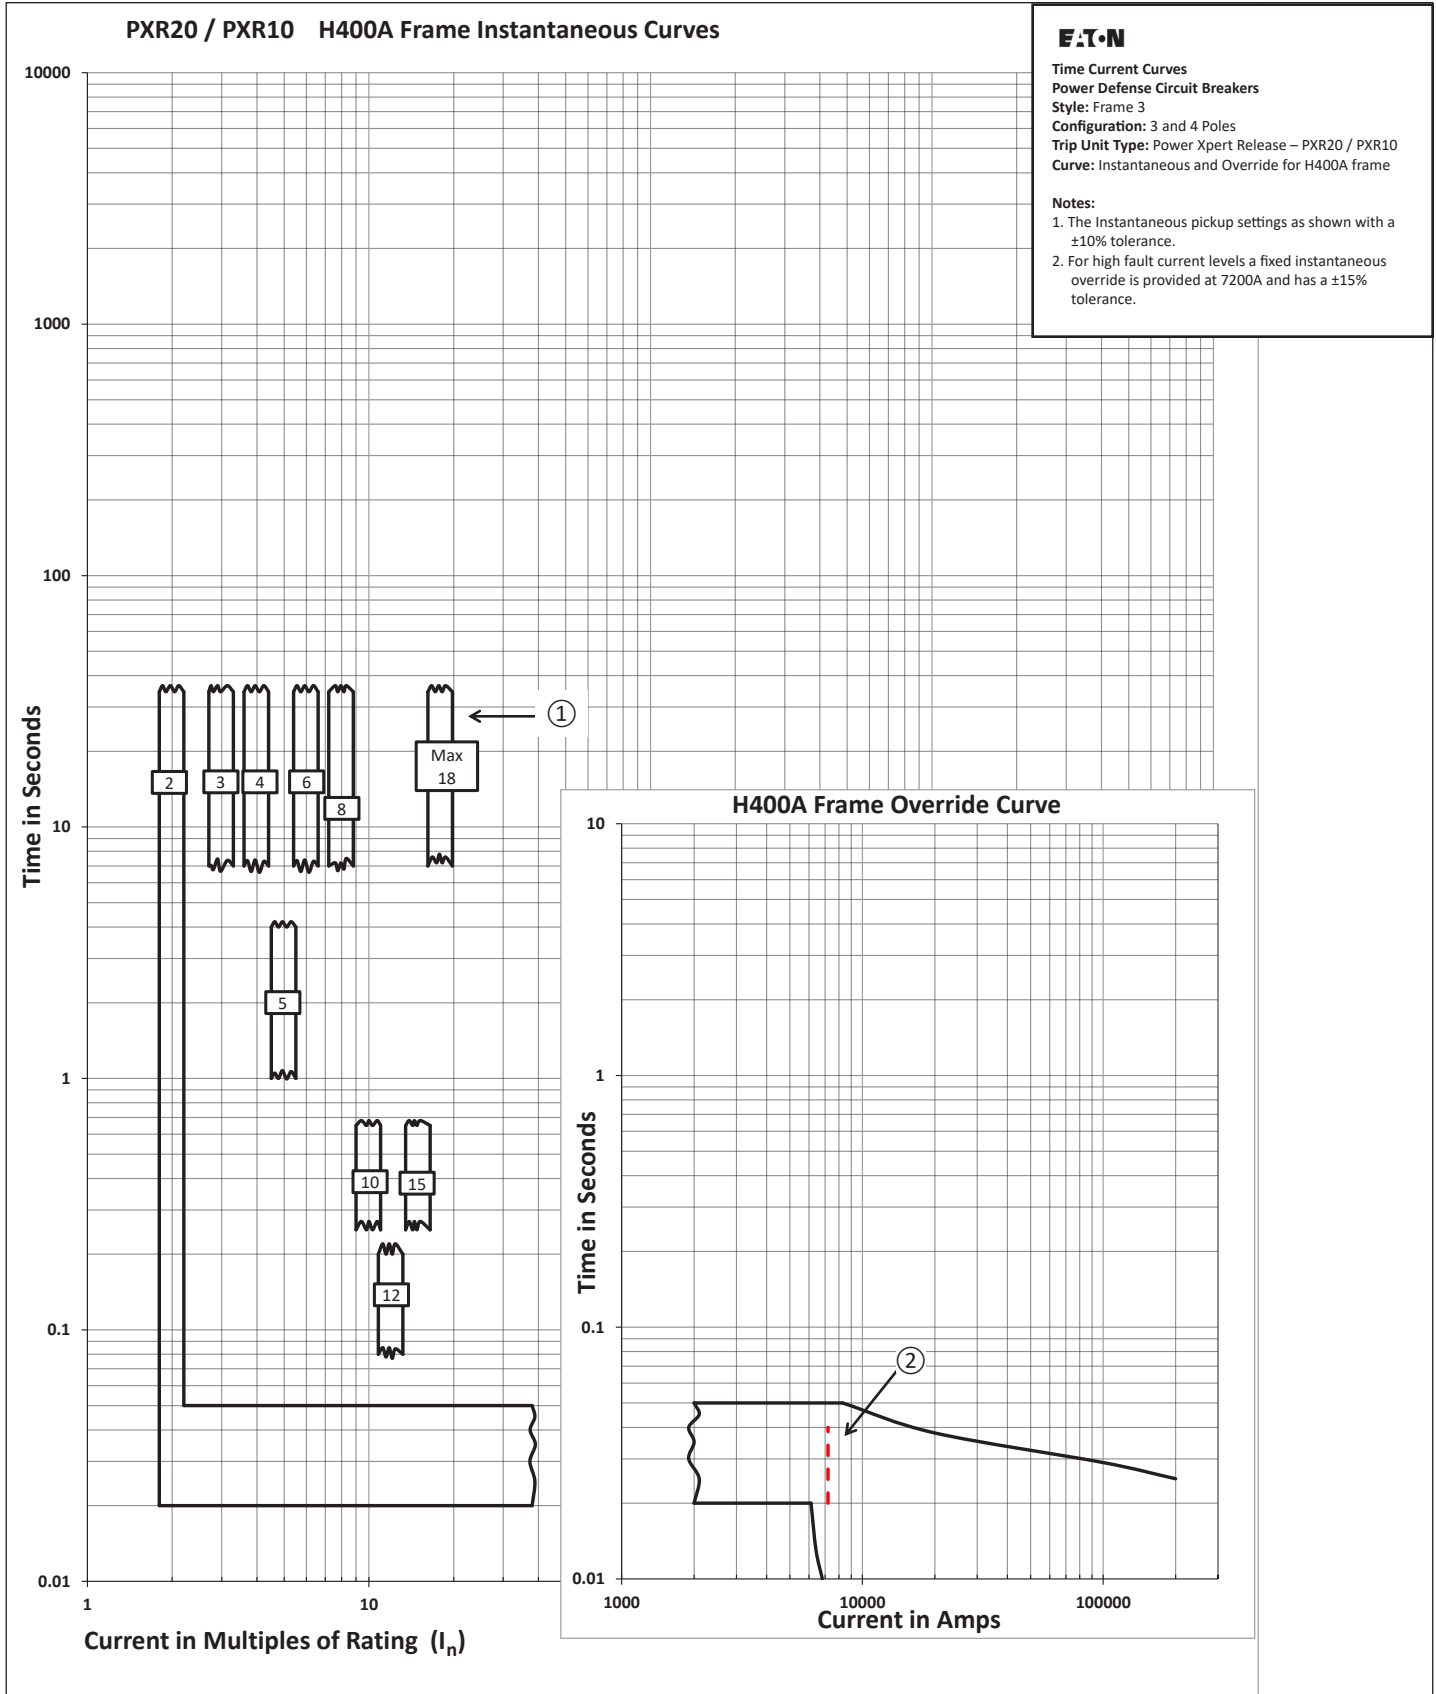 PXR20 / PXR10 H400A Frame Instantaneous Curves
EATON
Time Current Curves
Power Defense Circuit Breakers
Style: Frame 3
Configuration: 3 and 4 Poles
Trip Unit Type: Power Xpert Release – PXR20 / PXR10
Curve: Instantaneous and Override for H400A frame
Notes:
1. The Instantaneous pickup settings as shown with a
±10% tolerance.
2. For high fault current levels a fixed instantaneous
override is provided at 7200A and has a ±15%
tolerance.
10000
1000
100
10
1
0.1
0.01
Time in Seconds
1
10
Current in Multiples of Rating (In)
2
3
4
6
8
Max
18
①
5
10
15
12
H400A Frame Override Curve
10
1
0.1
0.01
Time in Seconds
②
1000
10000
100000
Current in Amps